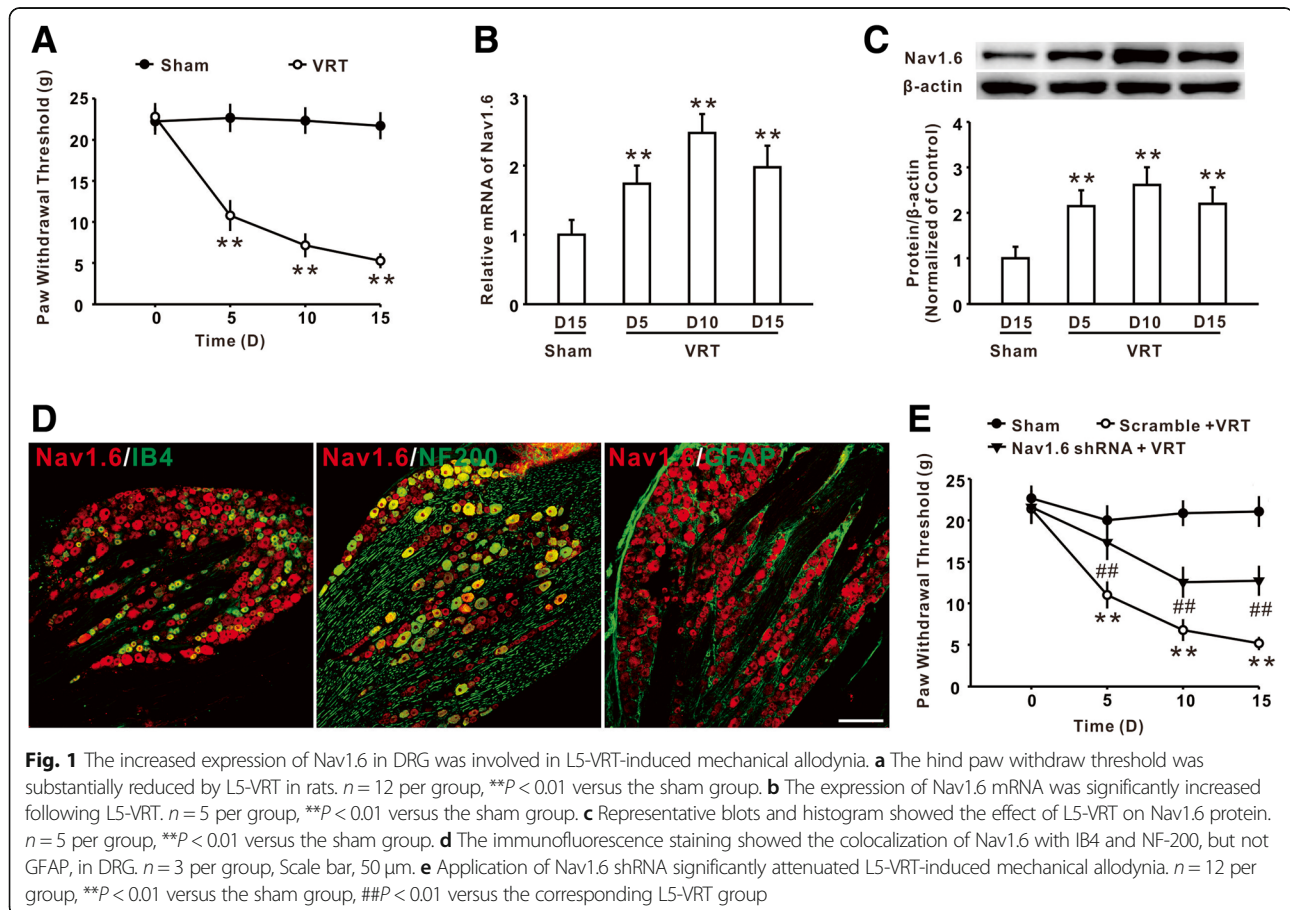 A
Sham
VRT
Paw Withdrawal Threshold (g)
25
20
15
10
5
0
**
**
**
0
5
10
15
Time (D)
B
Relative mRNA of Nav1.6
3
2
1
0
**
**
**
D15
D5
D10
D15
Sham
VRT
C
Nav1.6
β-actin
Protein/β-actin
(Normalized of Control)
4
3
2
1
0
**
**
**
D15
D5
D10
D15
Sham
VRT
D
Nav1.6/IB4
Nav1.6/NF200
Nav1.6/GFAP
E
Sham
Scramble +VRT
Nav1.6 shRNA + VRT
Paw Withdrawal Threshold (g)
25
20
15
10
5
0
##
##
##
**
**
**
0
5
10
15
Time (D)
Fig. 1 The increased expression of Nav1.6 in DRG was involved in L5-VRT-induced mechanical allodynia. a The hind paw withdraw threshold was
substantially reduced by L5-VRT in rats. n = 12 per group, **P < 0.01 versus the sham group. b The expression of Nav1.6 mRNA was significantly increased
following L5-VRT. n = 5 per group, **P < 0.01 versus the sham group. c Representative blots and histogram showed the effect of L5-VRT on Nav1.6 protein.
n = 5 per group, **P < 0.01 versus the sham group. d The immunofluorescence staining showed the colocalization of Nav1.6 with IB4 and NF-200, but not
GFAP, in DRG. n = 3 per group, Scale bar, 50 μm. e Application of Nav1.6 shRNA significantly attenuated L5-VRT-induced mechanical allodynia. n = 12 per
group, **P < 0.01 versus the sham group, ##P < 0.01 versus the corresponding L5-VRT group